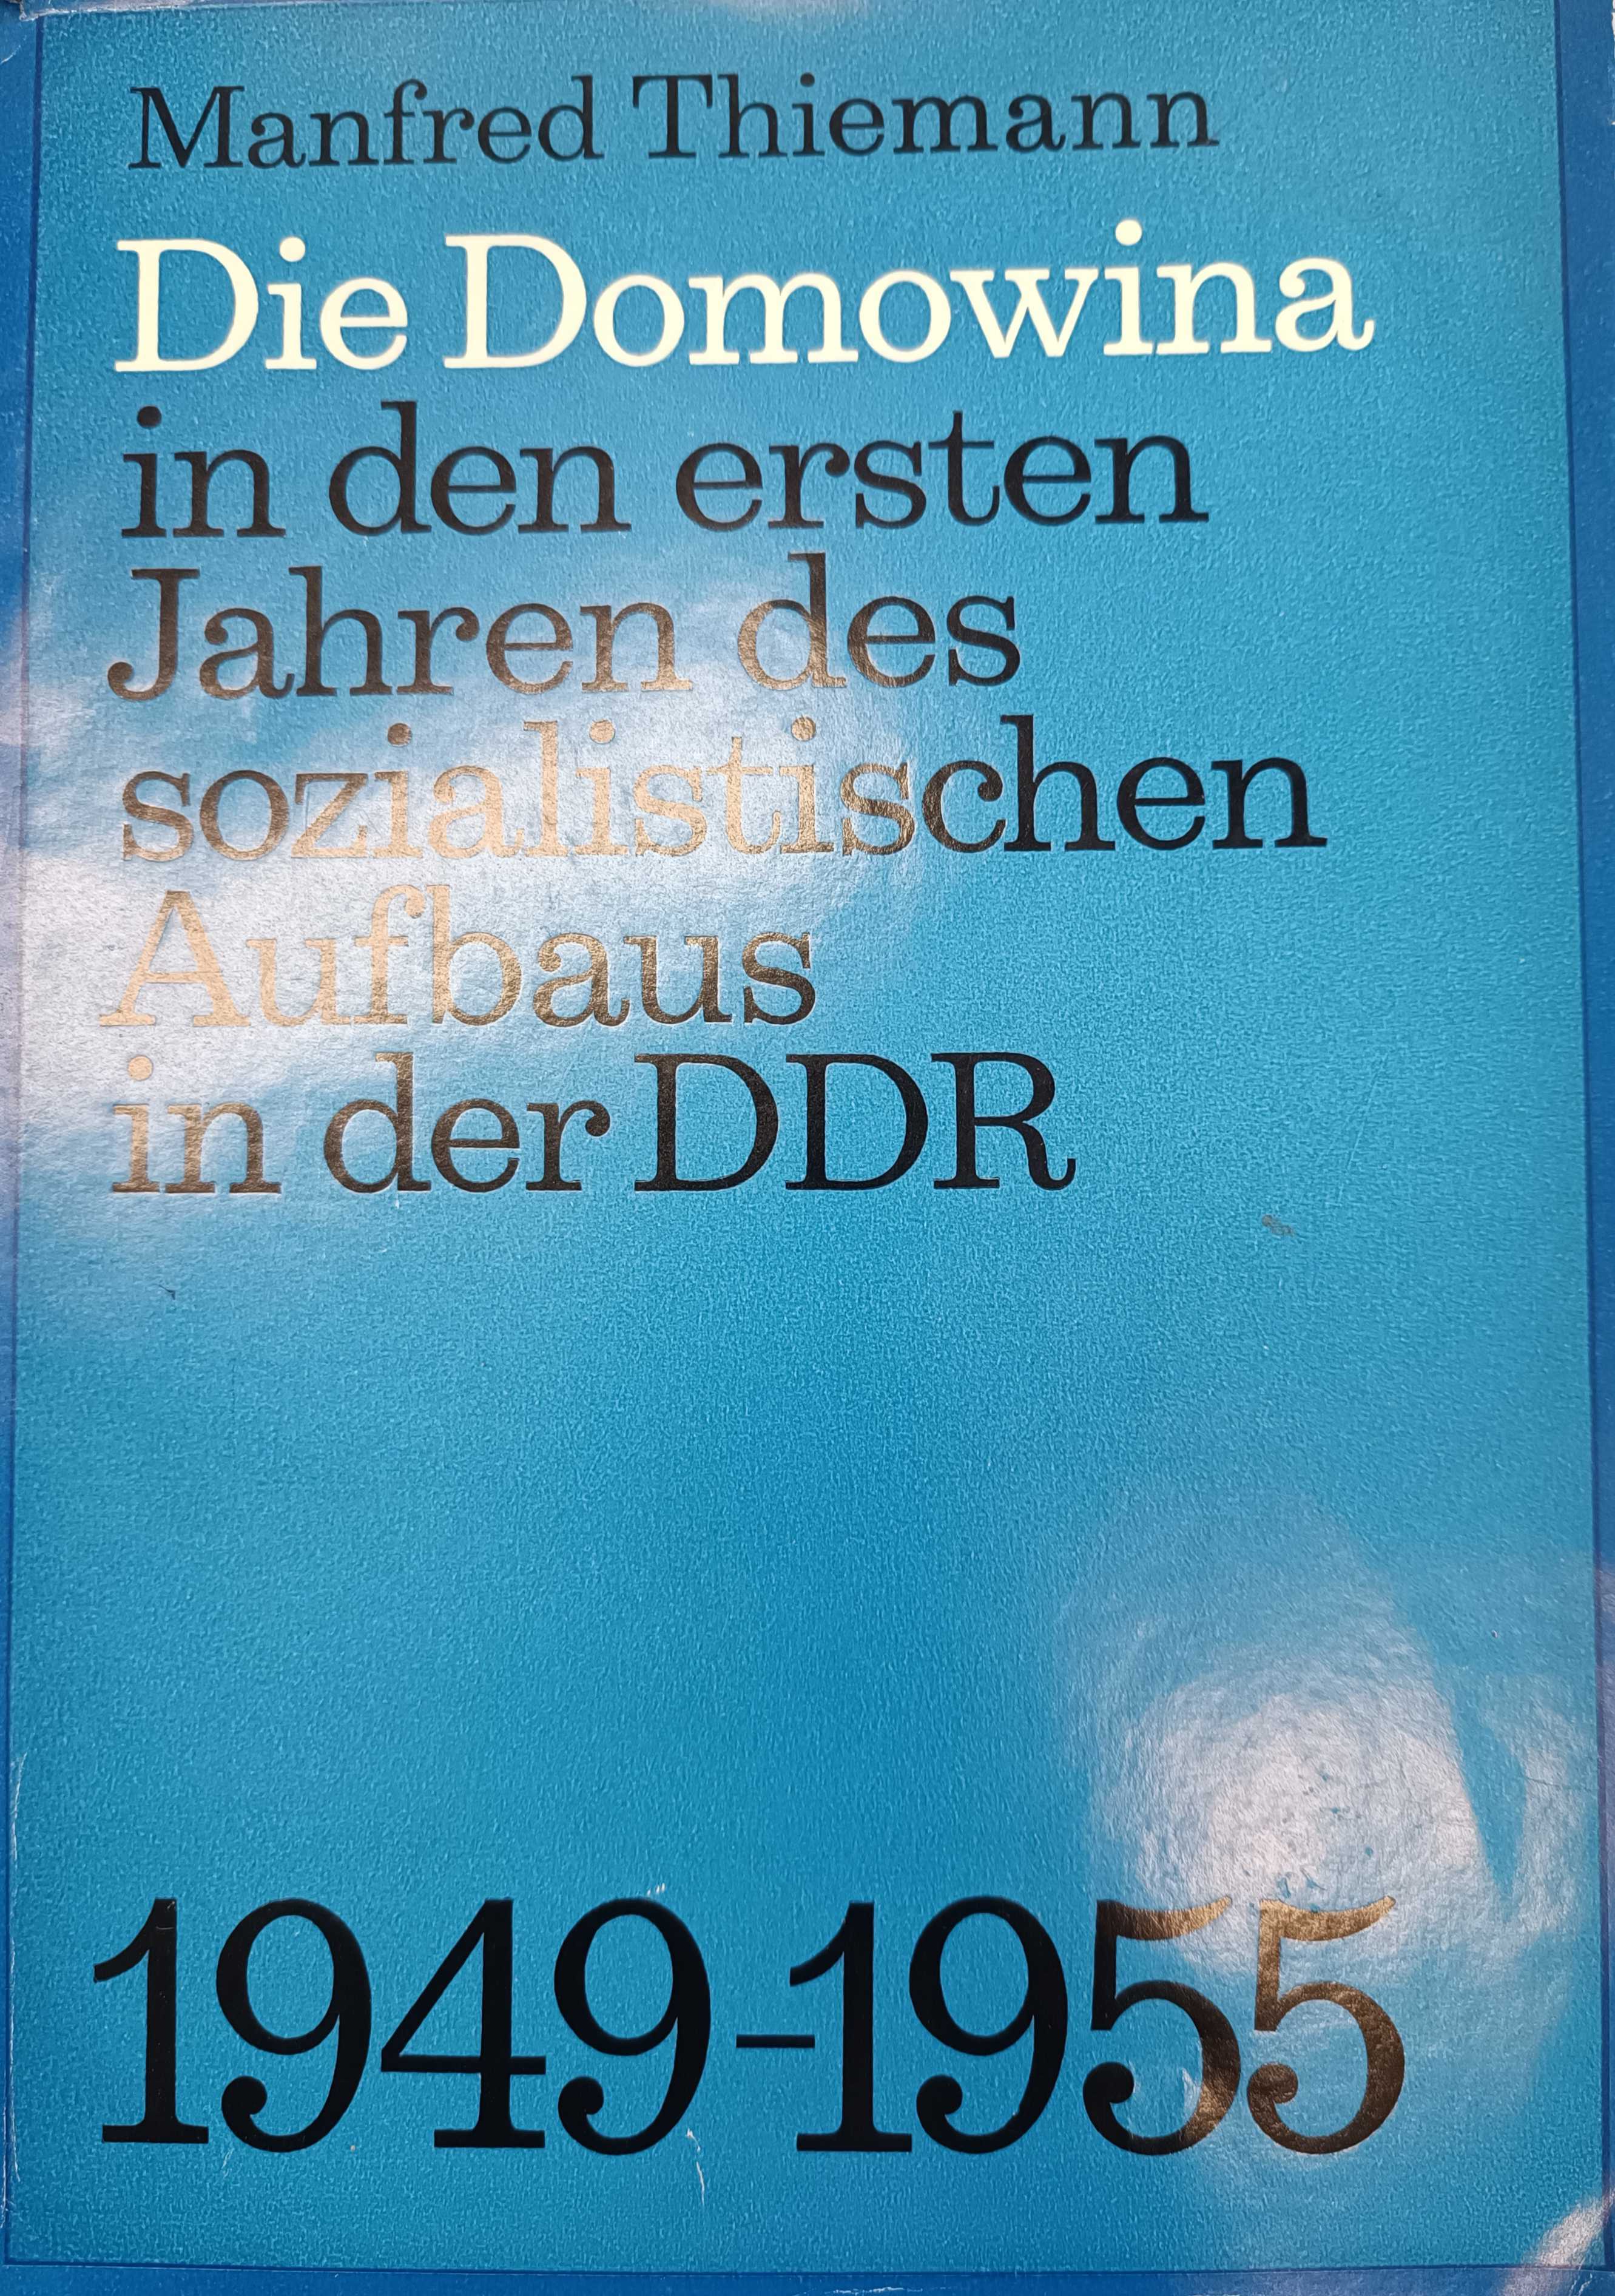 Manfred Thiemann
Die Domowina
in den ersten
Jahren des
sozialistischen
Aufbaus
in der DDR
1949-1955